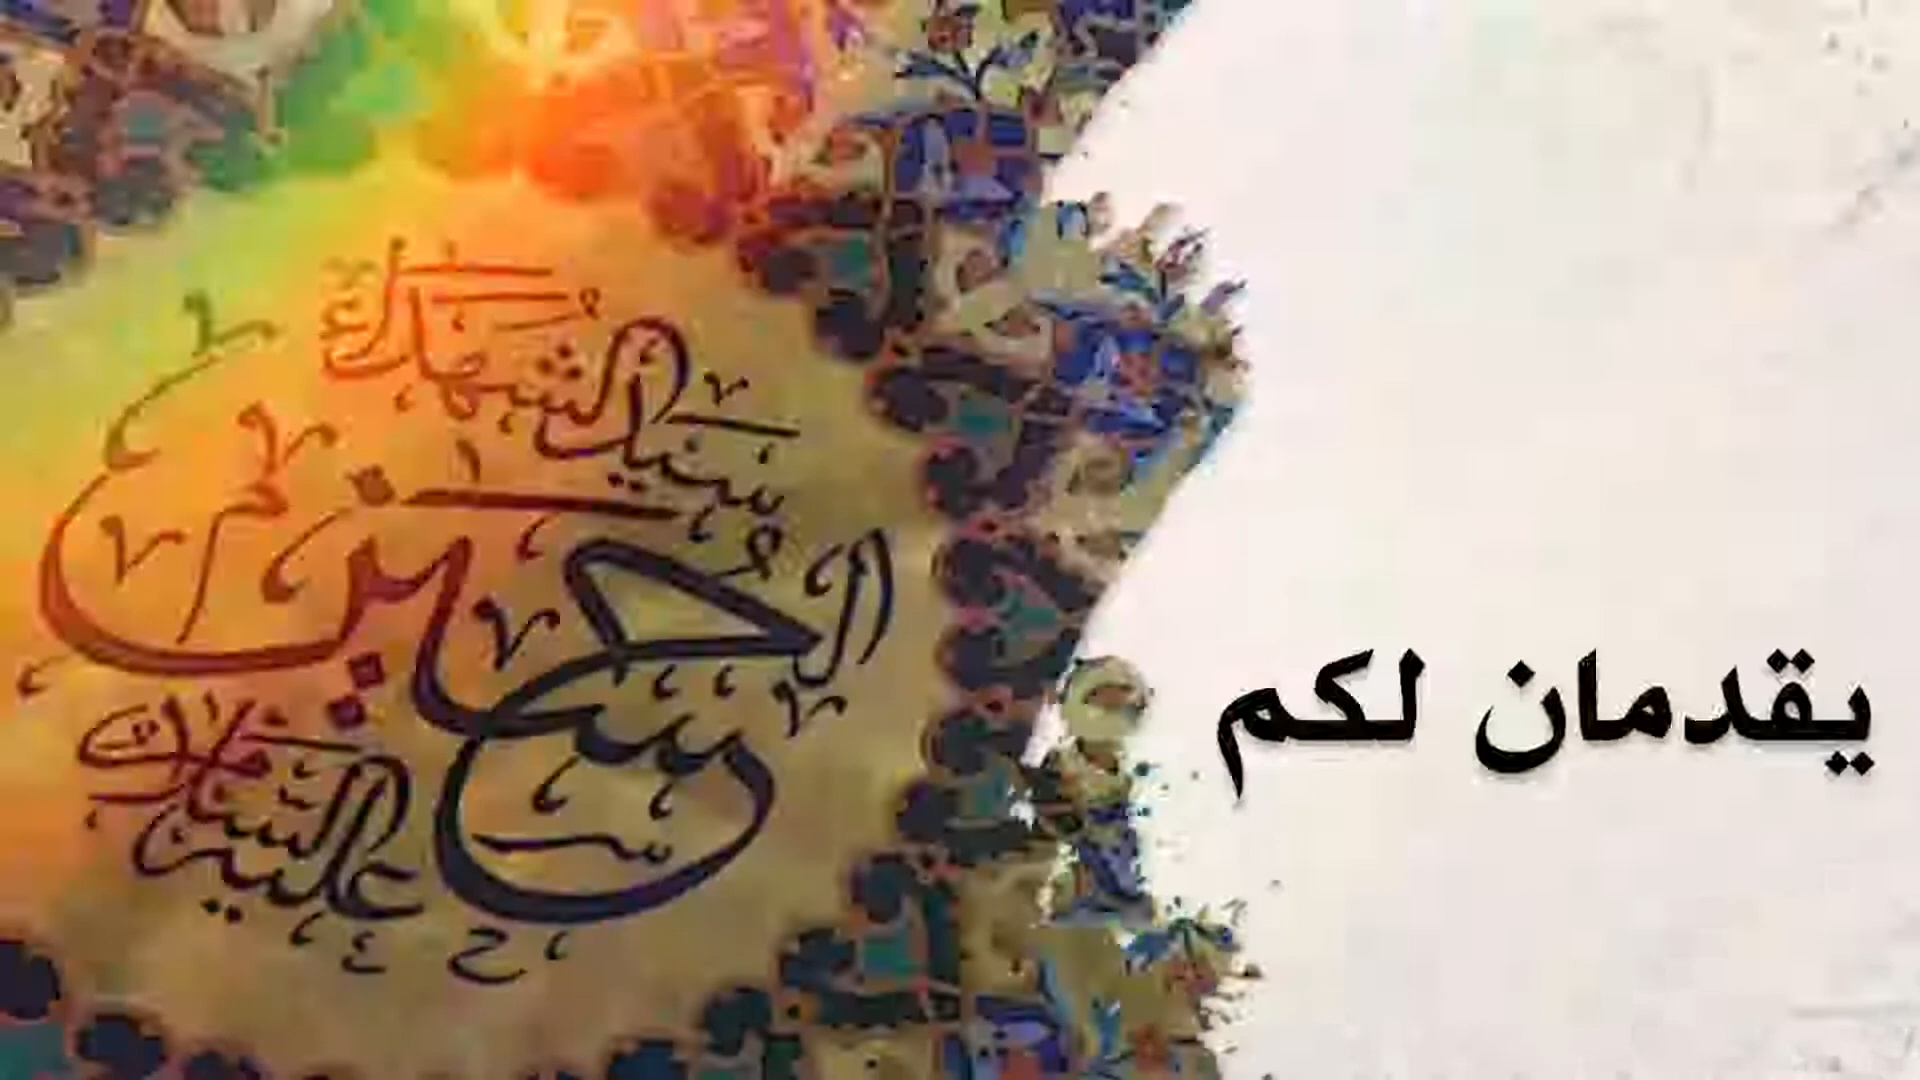 سيد الشهداء
الحسين
عليه السلام
يقدمان لكم